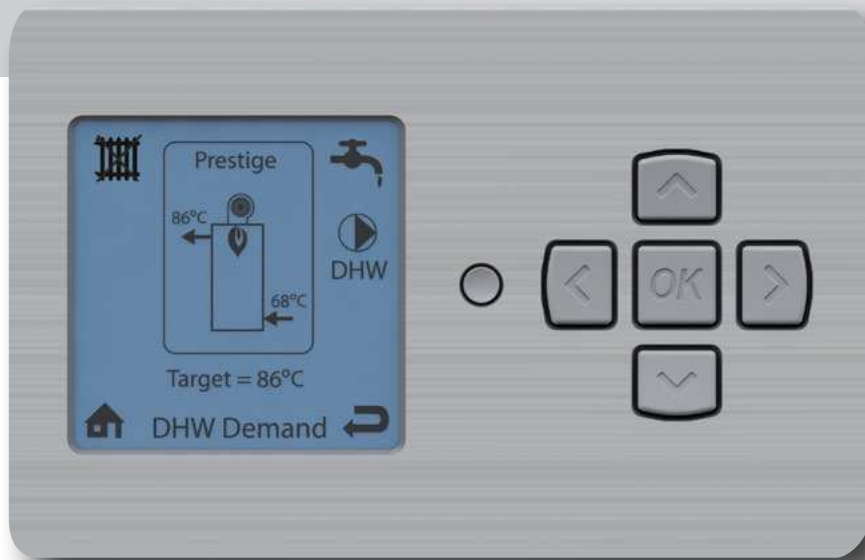 Prestige
86°C
DHW
68°C
Target = 86°C
DHW Demand
OK